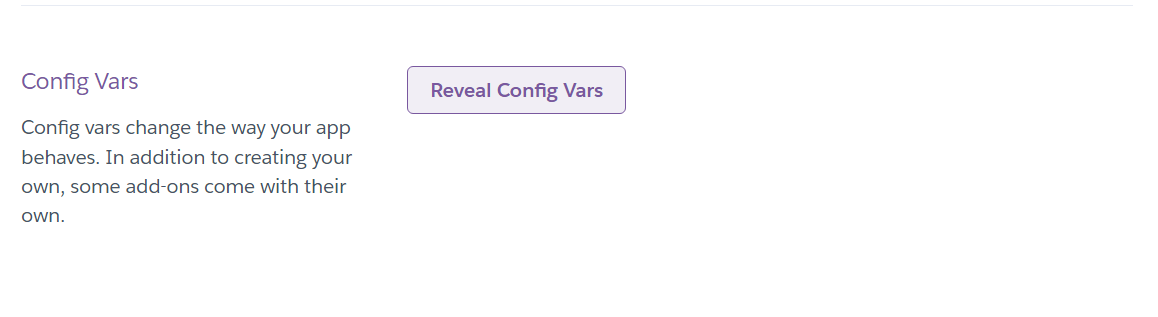 Config Vars
Reveal Config Vars
Config vars change the way your app
behaves. In addition to creating your
own, some add-ons come with their
own.